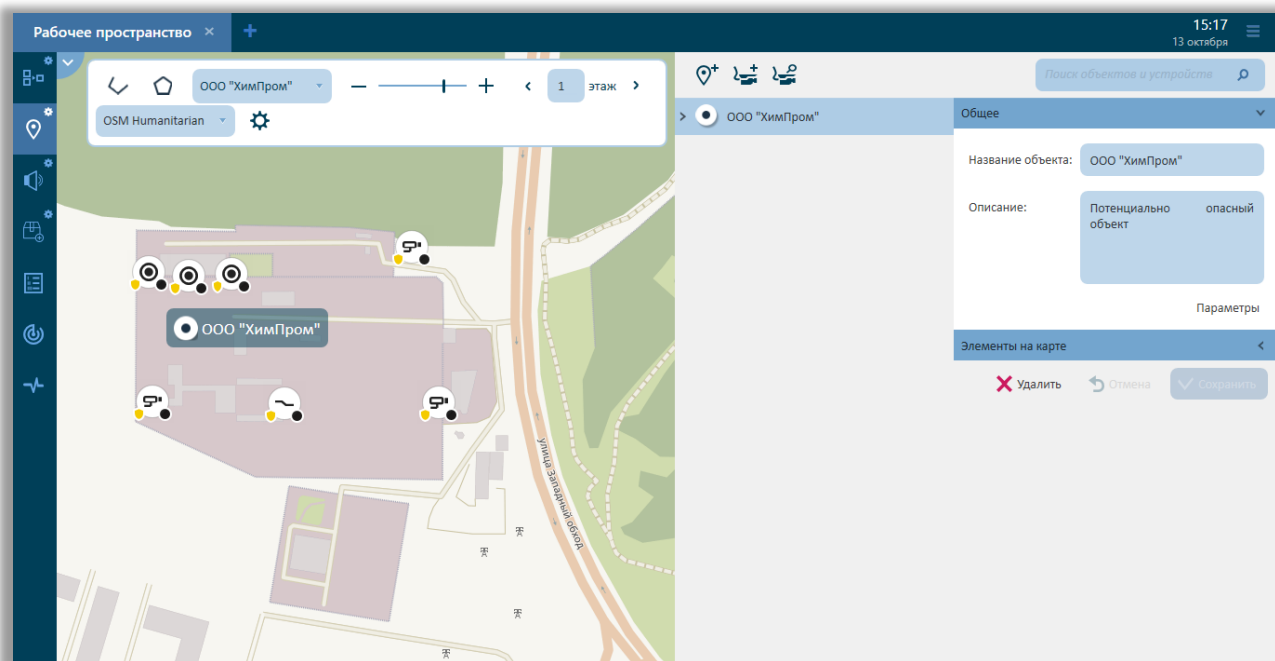 Рабочее пространство × +
15:17
13 октября
ООО "ХимПром"
1 этаж
OSM Humanitarian
Поиск объектов и устройств
ООО "ХимПром"
Общее
Название объекта: ООО "ХимПром"
Описание: Потенциально опасный
объект
Параметры
Элементы на карте
Удалить Отмена Сохранить
ООО "ХимПром"
улица Западный обход